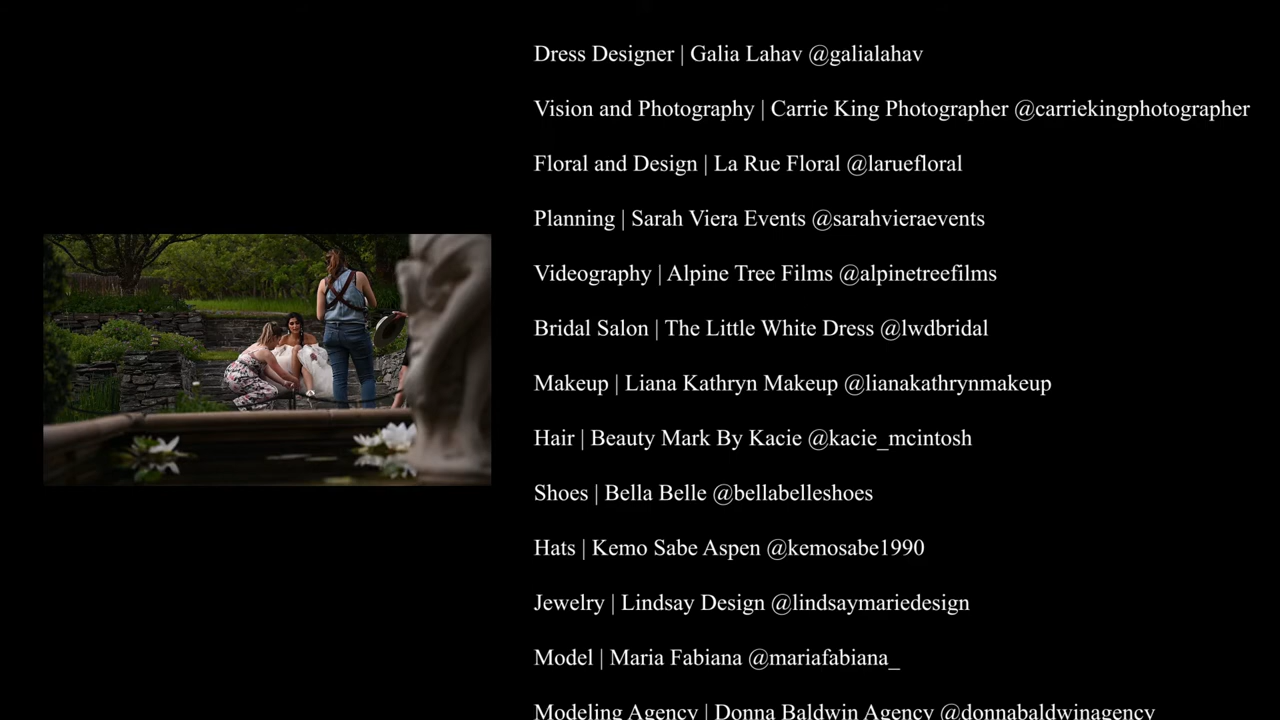 Dress Designer | Galia Lahav @galialahav
Vision and Photography | Carrie King Photographer @carriekingphotographer
Floral and Design | La Rue Floral @laruefloral
Planning | Sarah Viera Events @sarahvieraevents
Videography | Alpine Tree Films @alpinetreefilms
Bridal Salon | The Little White Dress @lwdbridal
Makeup | Liana Kathryn Makeup @lianakathrynmakeup
Hair | Beauty Mark By Kacie @kacie_mcintosh
Shoes | Bella Belle @bellabelleshoes
Hats | Kemo Sabe Aspen @kemosabe1990
Jewelry | Lindsay Design @lindsaymariedesign
Model | Maria Fabiana @mariafabiana_
Modeling Agency | Donna Baldwin Agency @donnabaldwinagency